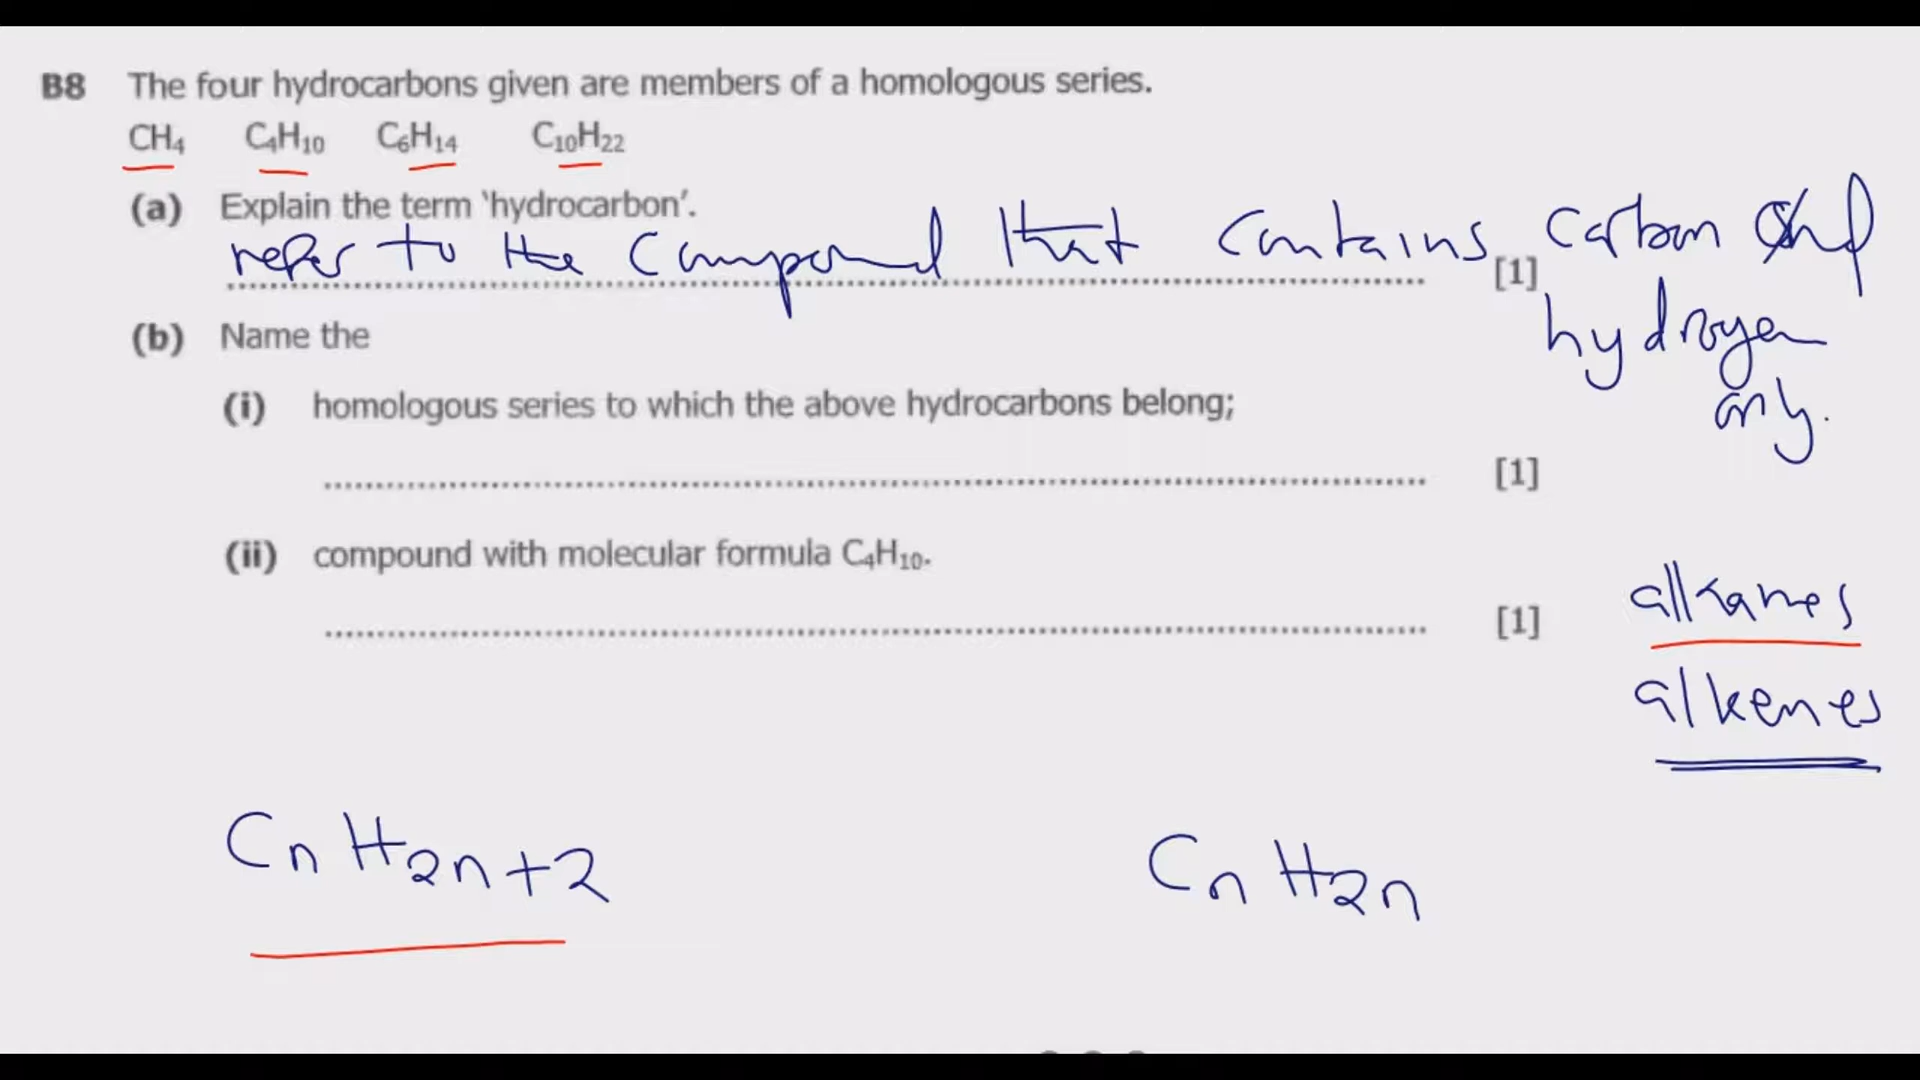 B8 The four hydrocarbons given are members of a homologous series.
CH₄ C₄H₁₀ C₆H₁₄ C₁₀H₂₂
(a) Explain the term ‘hydrocarbon’.
refer to the compound that contains carbon and
[1]
hydrogen
only.
(b) Name the
(i) homologous series to which the above hydrocarbons belong;
[1]
(ii) compound with molecular formula C₄H₁₀.
[1]
alkanes
alkenes
CnH2n+2 CnH2n